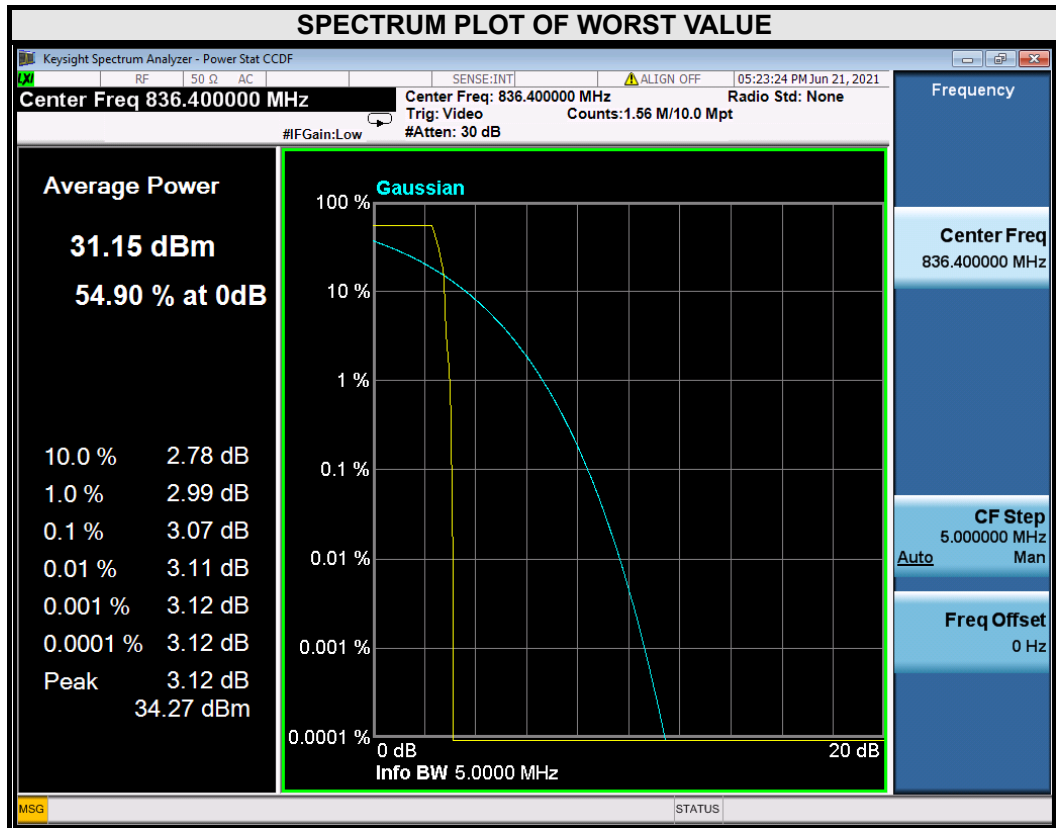 SPECTRUM PLOT OF WORST VALUE
Keysight Spectrum Analyzer - Power Stat CCDF
LXI RF 50 Ω AC SENSE:INT ALIGN OFF 05:23:24 PM Jun 21, 2021
Center Freq 836.400000 MHz
#IFGain:Low
Center Freq: 836.400000 MHz Radio Std: None
Trig: Video Counts:1.56 M/10.0 Mpt
#Atten: 30 dB
Average Power
31.15 dBm
54.90 % at 0dB
10.0 % 2.78 dB
1.0 % 2.99 dB
0.1 % 3.07 dB
0.01 % 3.11 dB
0.001 % 3.12 dB
0.0001 % 3.12 dB
Peak 3.12 dB
34.27 dBm
Gaussian
100 %
10 %
1 %
0.1 %
0.01 %
0.001 %
0.0001 %
0 dB 20 dB
Info BW 5.0000 MHz
Frequency
Center Freq
836.400000 MHz
CF Step
5.000000 MHz
Auto Man
Freq Offset
0 Hz
MSG STATUS